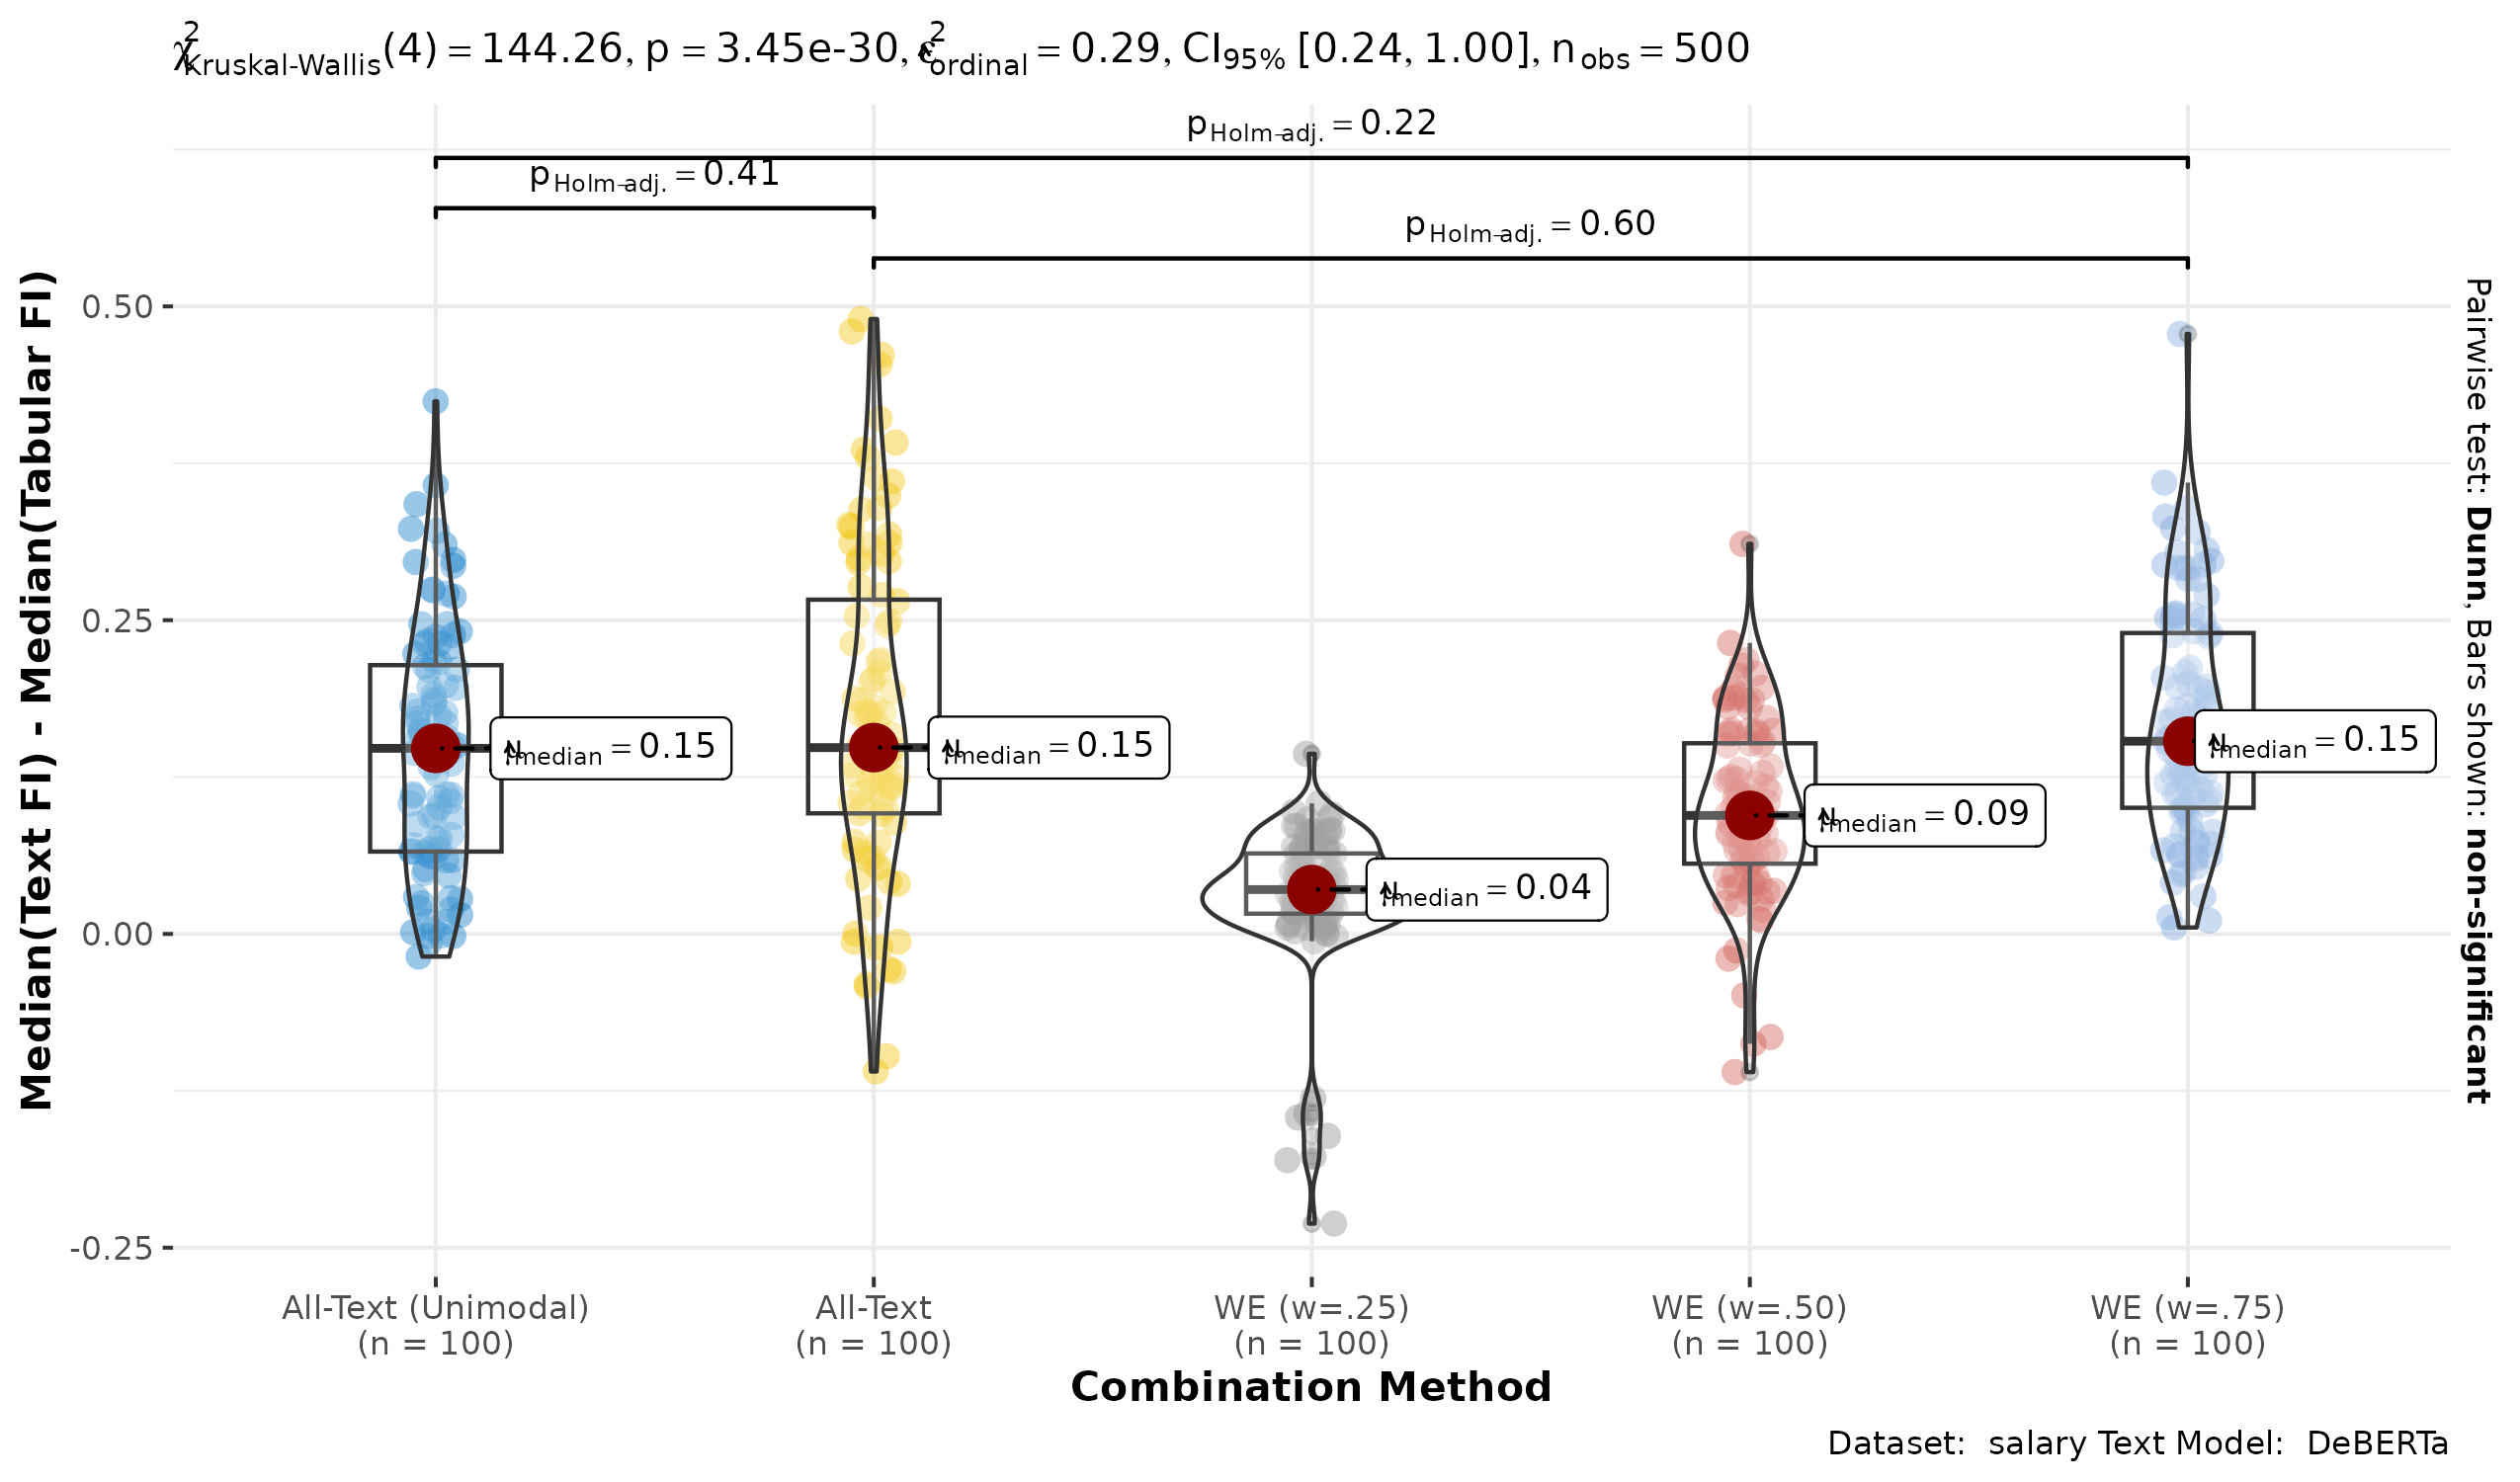 χ²Kruskal-Wallis(4) = 144.26, p = 3.45e-30, ε²ordinal = 0.29, CI95% [0.24, 1.00], nobs = 500
pHolm-adj. = 0.22
pHolm-adj. = 0.41
pHolm-adj. = 0.60
Median(Text FI) - Median(Tabular FI)
0.50
0.25
0.00
-0.25
μ̂median = 0.15
μ̂median = 0.15
μ̂median = 0.04
μ̂median = 0.09
μ̂median = 0.15
Pairwise test: Dunn, Bars shown: non-significant
All-Text (Unimodal)
(n = 100)
All-Text
(n = 100)
WE (w=.25)
(n = 100)
WE (w=.50)
(n = 100)
WE (w=.75)
(n = 100)
Combination Method
Dataset: salary Text Model: DeBERTa